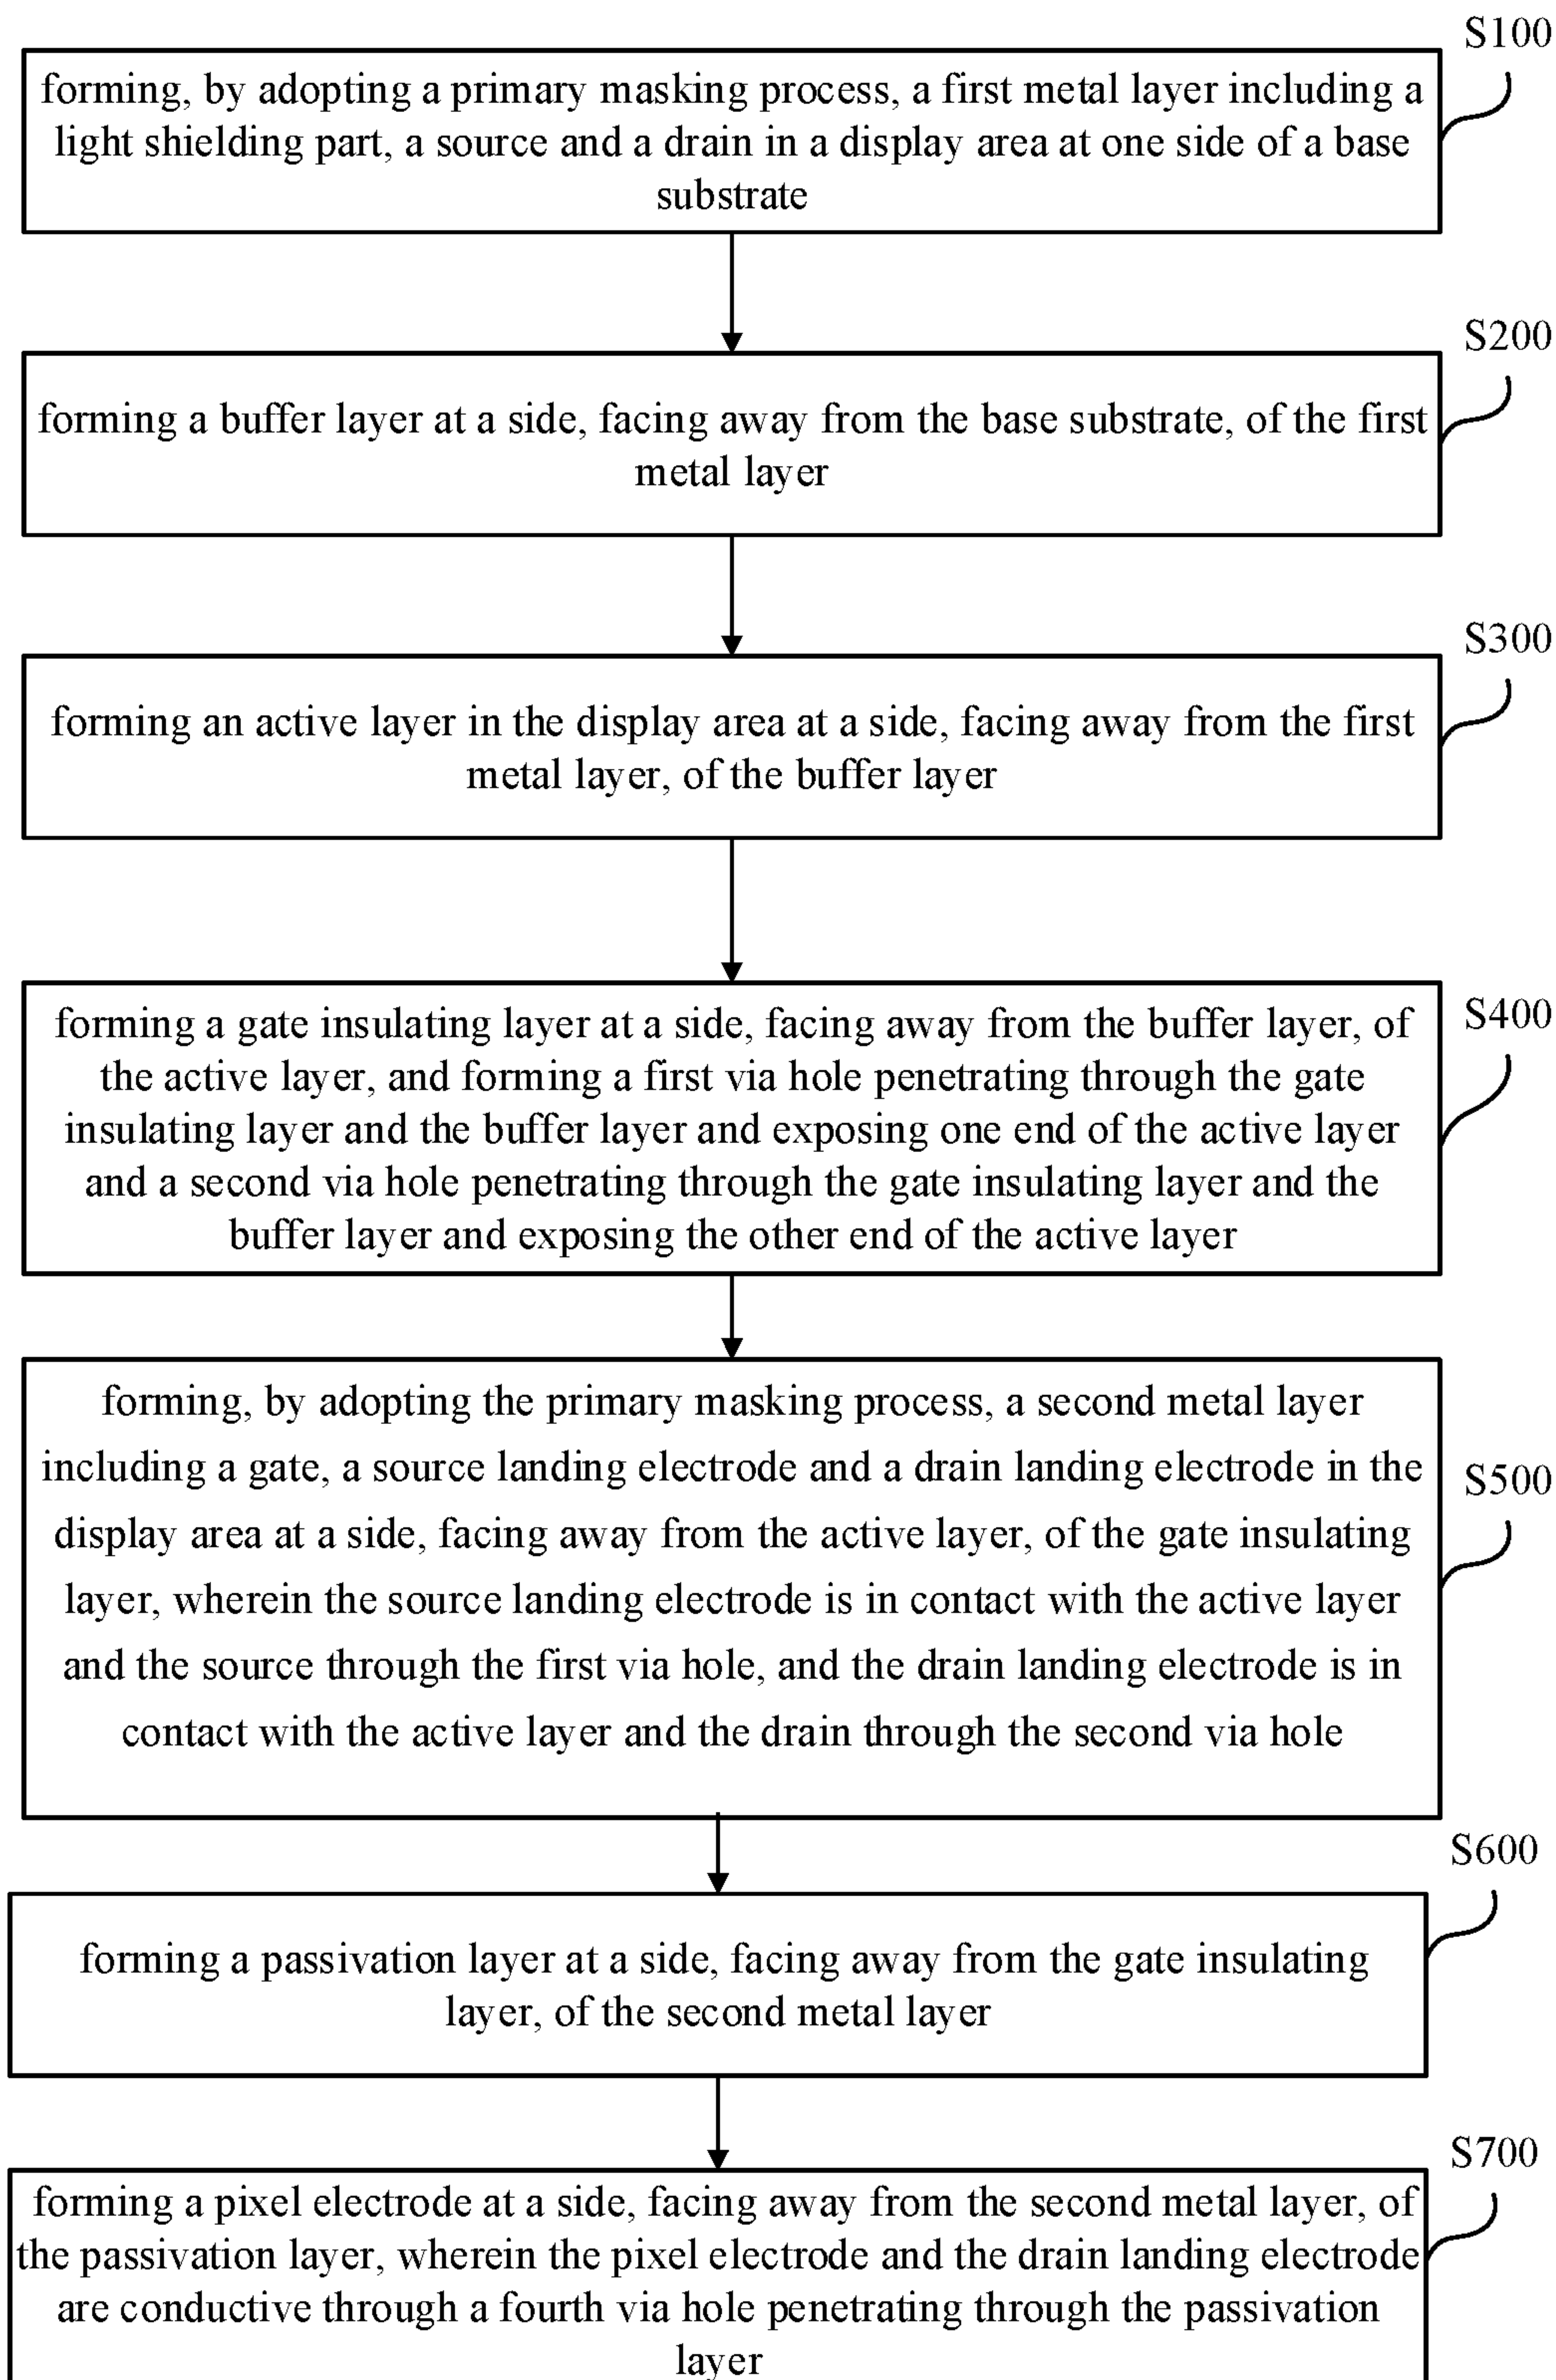 S100
forming, by adopting a primary masking process, a first metal layer including a
light shielding part, a source and a drain in a display area at one side of a base
substrate
S200
forming a buffer layer at a side, facing away from the base substrate, of the first
metal layer
S300
forming an active layer in the display area at a side, facing away from the first
metal layer, of the buffer layer
S400
forming a gate insulating layer at a side, facing away from the buffer layer, of
the active layer, and forming a first via hole penetrating through the gate
insulating layer and the buffer layer and exposing one end of the active layer
and a second via hole penetrating through the gate insulating layer and the
buffer layer and exposing the other end of the active layer
S500
forming, by adopting the primary masking process, a second metal layer
including a gate, a source landing electrode and a drain landing electrode in the
display area at a side, facing away from the active layer, of the gate insulating
layer, wherein the source landing electrode is in contact with the active layer
and the source through the first via hole, and the drain landing electrode is in
contact with the active layer and the drain through the second via hole
S600
forming a passivation layer at a side, facing away from the gate insulating
layer, of the second metal layer
S700
forming a pixel electrode at a side, facing away from the second metal layer, of
the passivation layer, wherein the pixel electrode and the drain landing electrode
are conductive through a fourth via hole penetrating through the passivation
layer